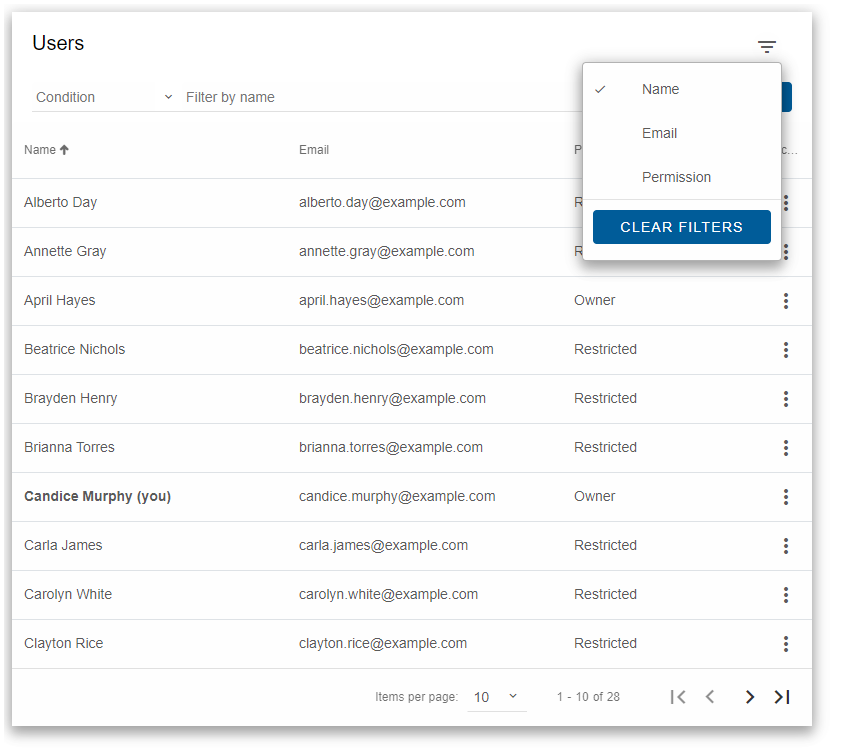 Users
Condition Filter by name
Name
Email
Permission
CLEAR FILTERS
Name Email P c...
Alberto Day alberto.day@example.com R
Annette Gray annette.gray@example.com R
April Hayes april.hayes@example.com Owner
Beatrice Nichols beatrice.nichols@example.com Restricted
Brayden Henry brayden.henry@example.com Restricted
Brianna Torres brianna.torres@example.com Restricted
Candice Murphy (you) candice.murphy@example.com Owner
Carla James carla.james@example.com Restricted
Carolyn White carolyn.white@example.com Restricted
Clayton Rice clayton.rice@example.com Restricted
Items per page: 10 1 - 10 of 28